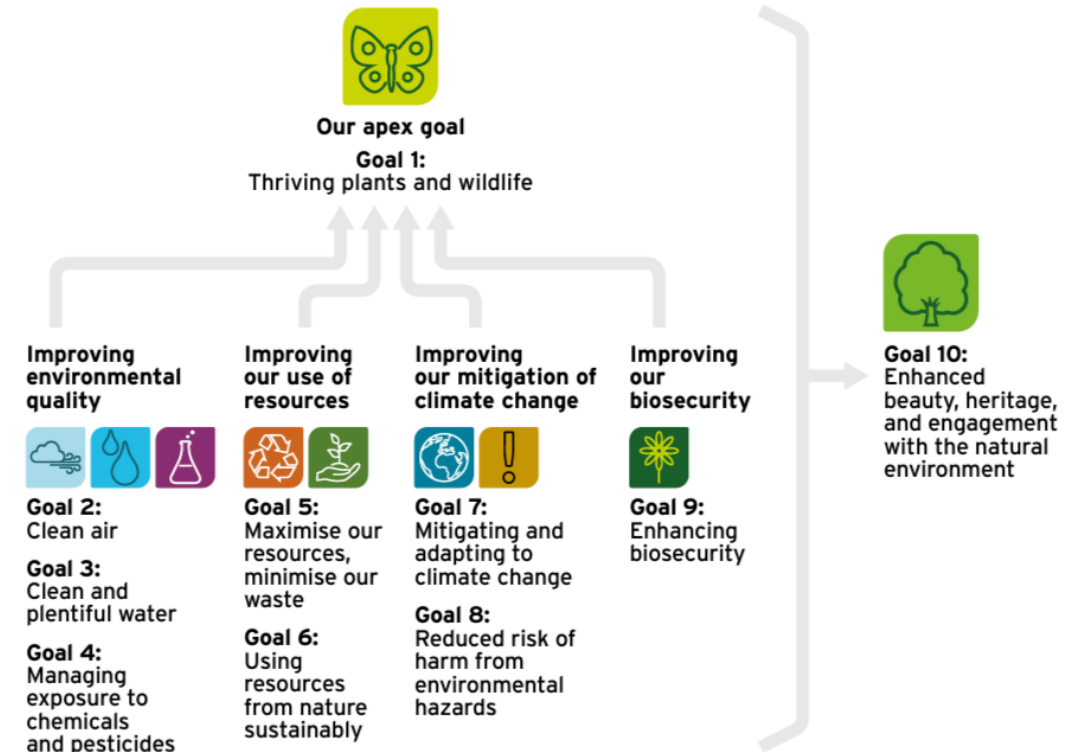 Our apex goal
Goal 1:
Thriving plants and wildlife
Improving
environmental
quality
Goal 2:
Clean air
Goal 3:
Clean and
plentiful water
Goal 4:
Managing
exposure to
chemicals
and pesticides
Improving
our use of
resources
Goal 5:
Maximise our
resources,
minimise our
waste
Goal 6:
Using
resources
from nature
sustainably
Improving
our mitigation of
climate change
Goal 7:
Mitigating and
adapting to
climate change
Goal 8:
Reduced risk of
harm from
environmental
hazards
Improving
our
biosecurity
Goal 9:
Enhancing
biosecurity
Goal 10:
Enhanced
beauty, heritage,
and engagement
with the natural
environment